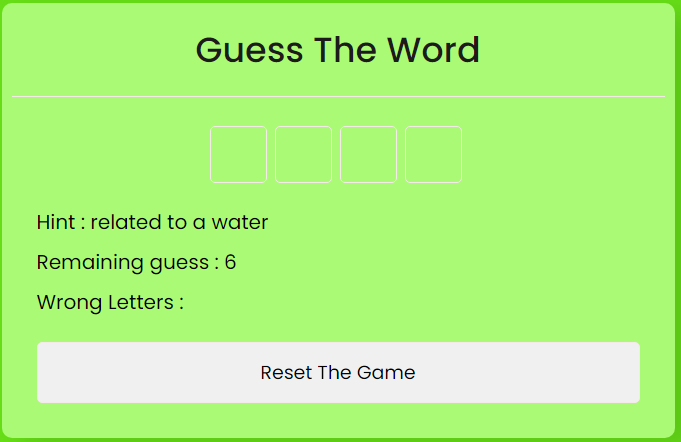 Guess The Word
Hint : related to a water
Remaining guess : 6
Wrong Letters :
Reset The Game